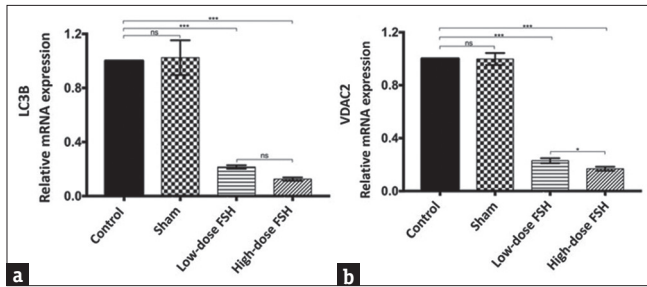 ***
***
ns
LC3B
Relative mRNA expression
1.2
0.8
0.4
0.0
ns
Control
Sham
Low-dose FSH
High-dose FSH
a
***
***
ns
VDAC2
Relative mRNA expression
1.2
0.8
0.4
0.0
*
Control
Sham
Low-dose FSH
High-dose FSH
b